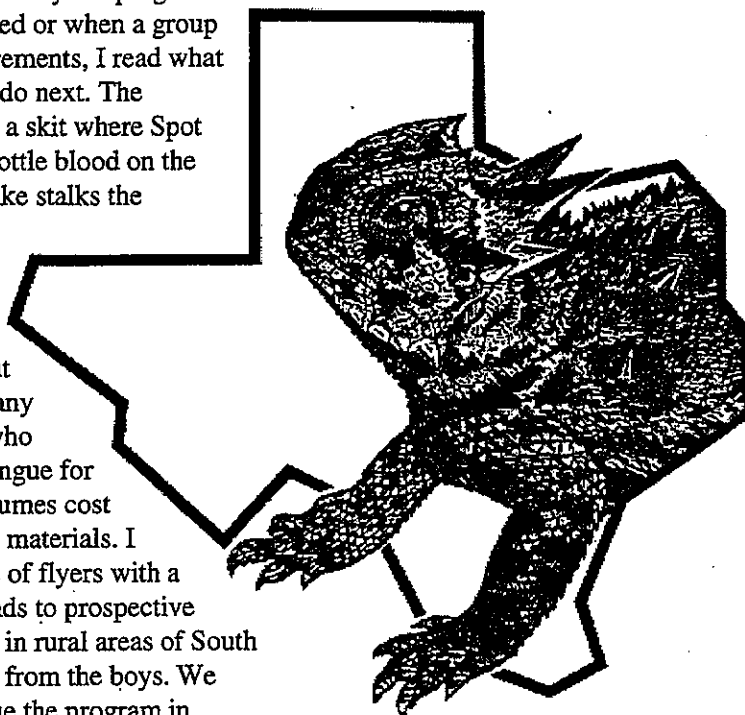 ed or when a group
rements, I read what
do next. The
a skit where Spot
ottle blood on the
ke stalks the
any
who
ngue for
umes cost
materials. I
of flyers with a
ds to prospective
in rural areas of South
from the boys. We
ue the program in